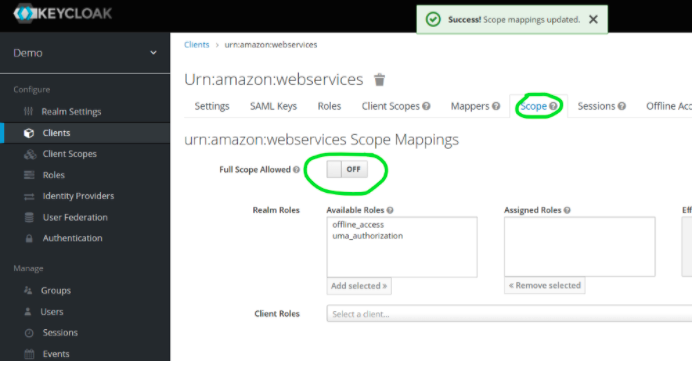 KEYCLOAK
Success! Scope mappings updated.
Demo
Clients > urn:amazon:webservices
Urn:amazon:webservices
Configure
Settings SAML Keys Roles Client Scopes Mappers Scope Sessions Offline Acc
Realm Settings
Clients
urn:amazon:webservices Scope Mappings
Client Scopes
Full Scope Allowed OFF
Roles
Identity Providers
Realm Roles Available Roles Assigned Roles Ef
User Federation
offline_access
uma_authorization
Authentication
Manage
Add selected » « Remove selected
Groups
Users
Client Roles Select a client...
Sessions
Events